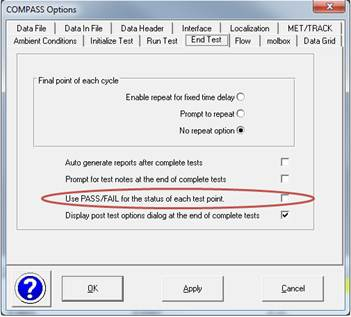 COMPASS Options
Data File
Data In File
Data Header
Interface
Localization
MET/TRACK
Ambient Conditions
Initialize Test
Run Test
End Test
Flow
molbox
Data Grid
Final point of each cycle
Enable repeat for fixed time delay
Prompt to repeat
No repeat option
Auto generate reports after complete tests
Prompt for test notes at the end of complete tests
Use PASS/FAIL for the status of each test point.
Display post test options dialog at the end of complete tests
?
OK
Apply
Cancel